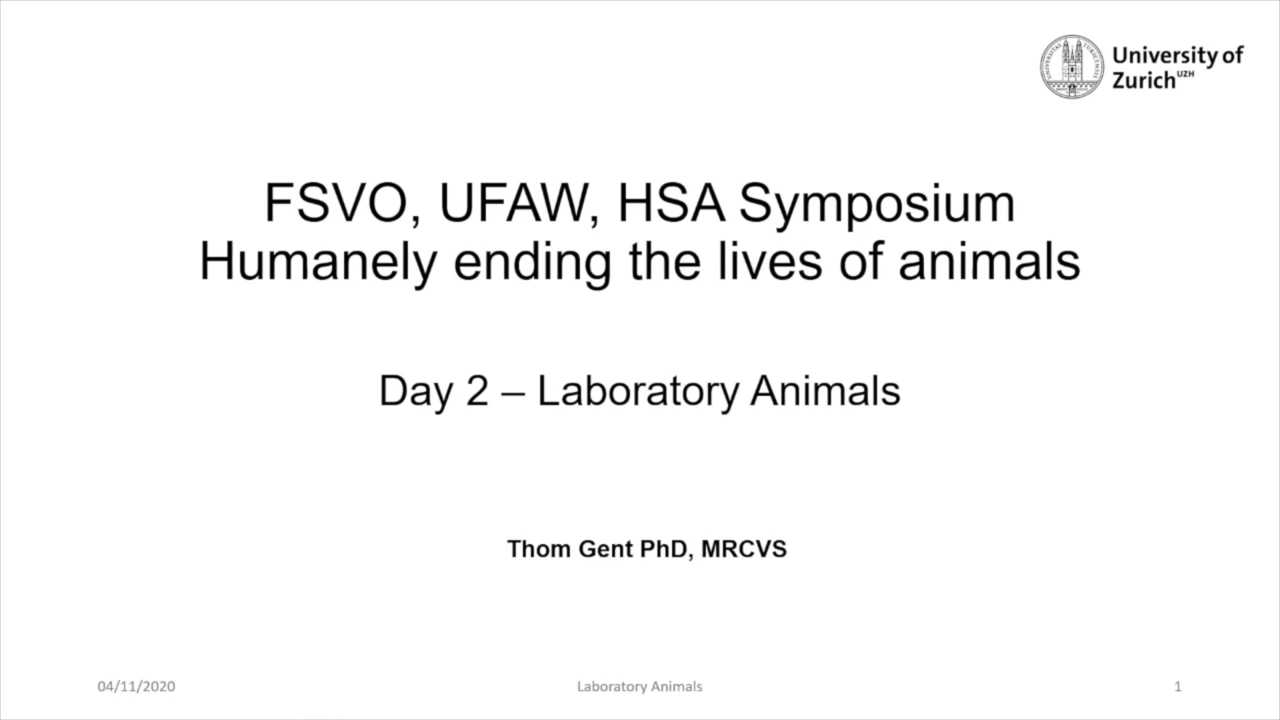 University of
Zurich UZH
FSVO, UFAW, HSA Symposium
Humanely ending the lives of animals
Day 2 – Laboratory Animals
Thom Gent PhD, MRCVS
04/11/2020
Laboratory Animals
1